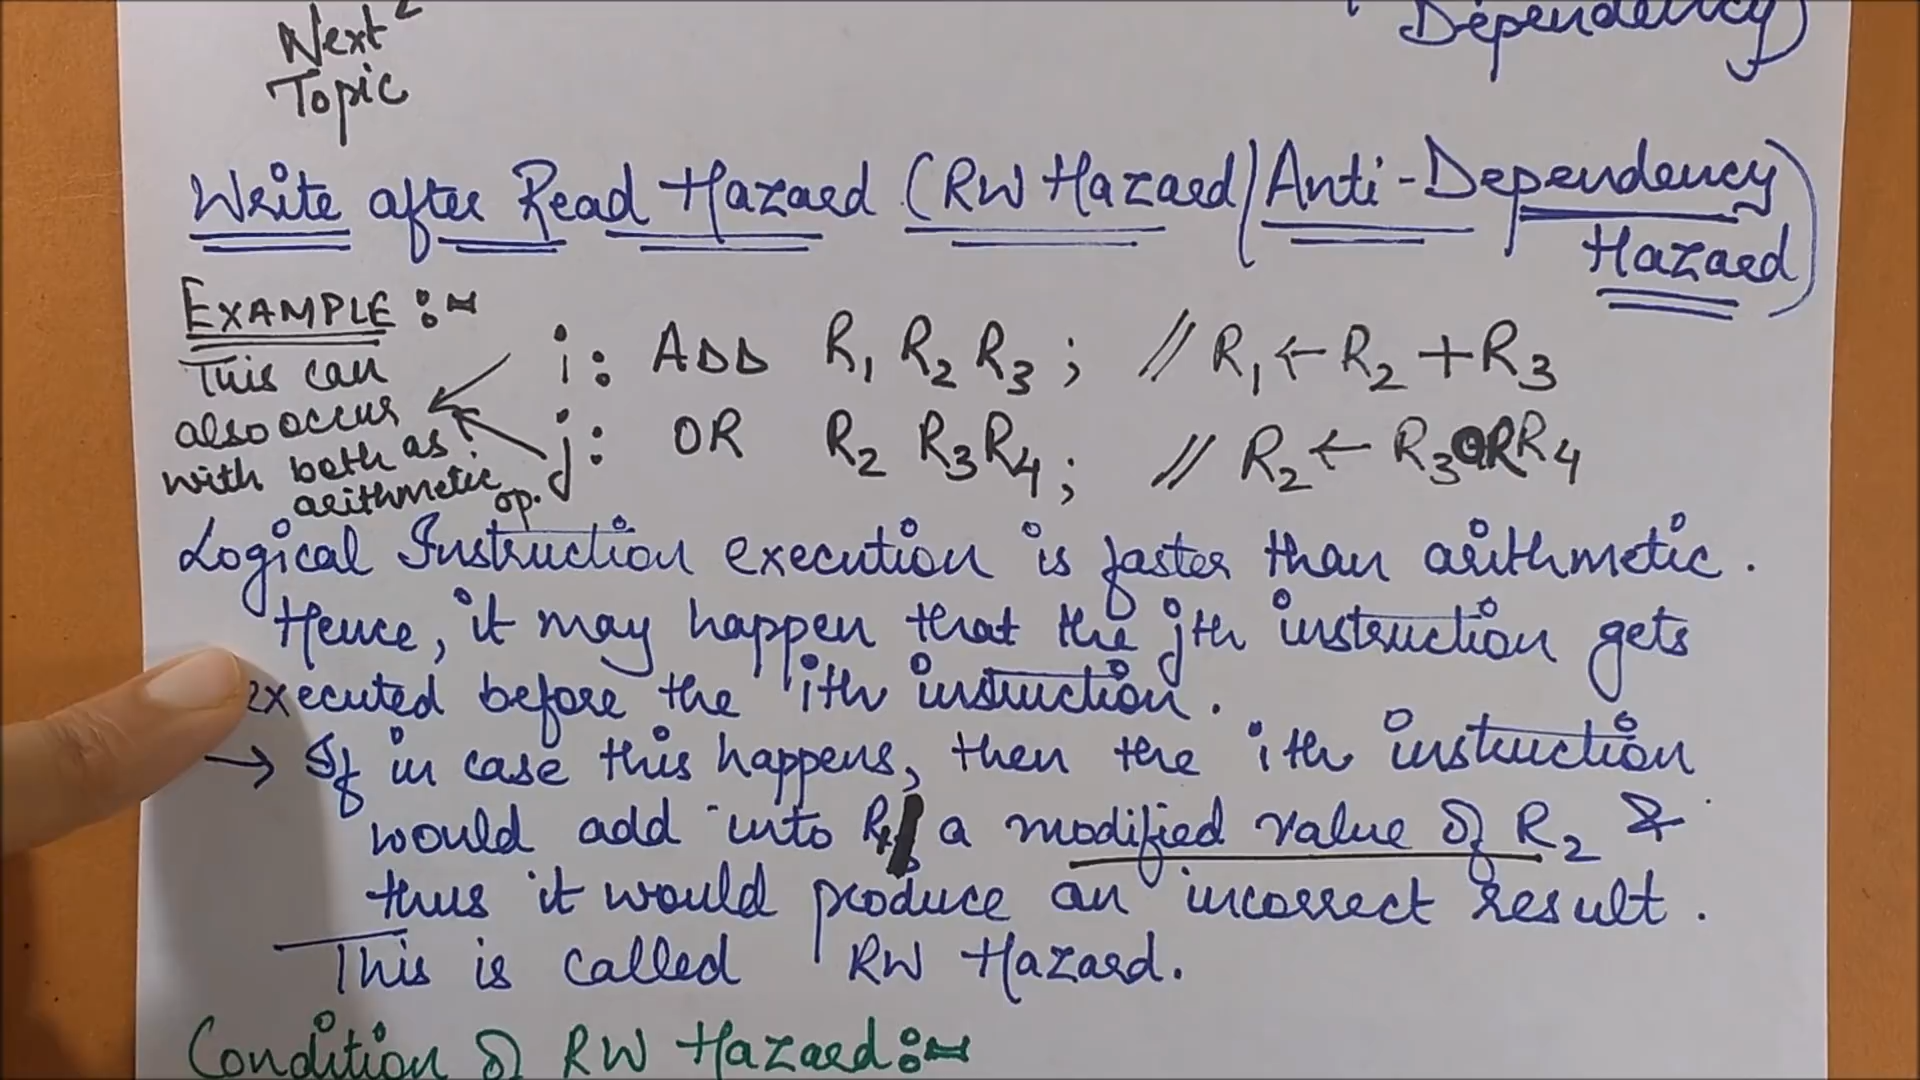 Next
Topic
Dependency)
Write after Read Hazard (RW Hazard/Anti-Dependency
Hazard)
EXAMPLE :-
This can
also occur
with both as
arithmetic
op.
i: ADD R1 R2 R3 ; // R1 ← R2 + R3
j: OR R2 R3 R4 ; // R2 ← R3 OR R4
Logical Instruction execution is faster than arithmetic.
Hence, it may happen that the jth instruction gets
executed before the ith instruction.
→ If in case this happens, then the ith instruction
would add into R1 a modified value of R2 &
thus it would produce an incorrect result.
This is called RW Hazard.
Condition of RW Hazard :-